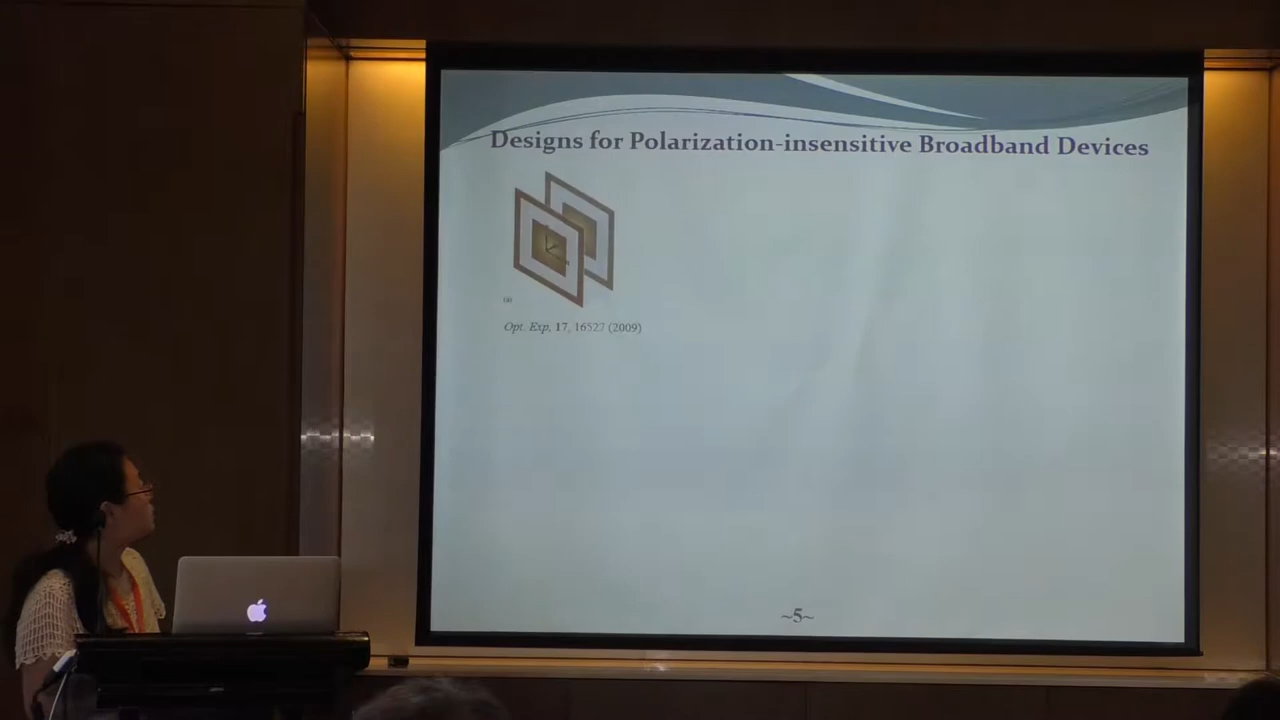 Designs for Polarization-insensitive Broadband Devices
Opt. Exp, 17, 16527 (2009)
~5~